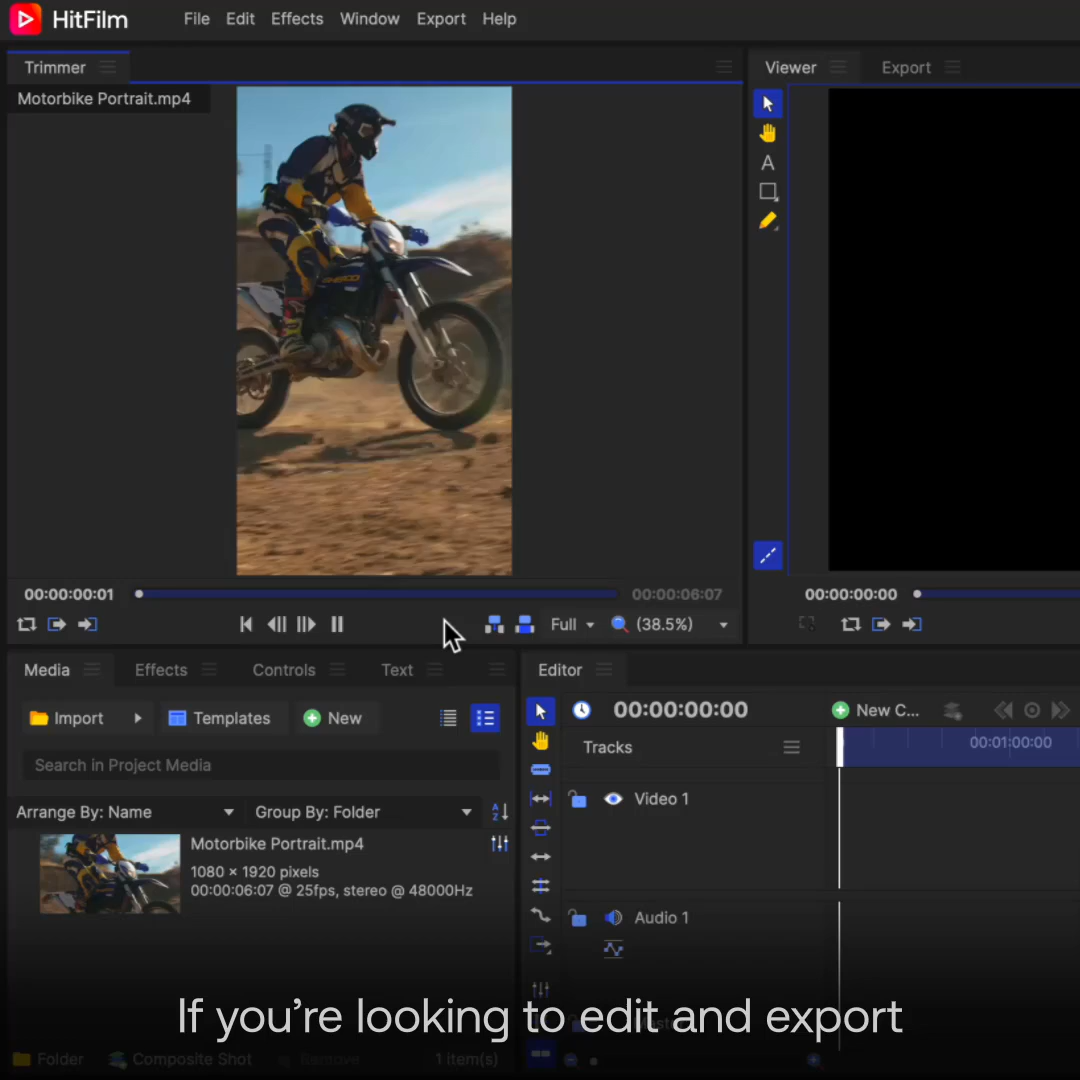 HitFilm
File Edit Effects Window Export Help
Trimmer
Motorbike Portrait.mp4
Viewer
Export
A
00:00:00:01
00:00:06:07
Full
(38.5%)
00:00:00:00
Media Effects Controls Text
Import
Templates
New
Search in Project Media
Arrange By: Name
Group By: Folder
A
Z
Motorbike Portrait.mp4
1080 × 1920 pixels
00:00:06:07 @ 25fps, stereo @ 48000Hz
Folder
Composite Shot
Remove
1 item(s)
Editor
00:00:00:00
New C...
Tracks
00:01:00:00
Video 1
Audio 1
If you’re looking to edit and export